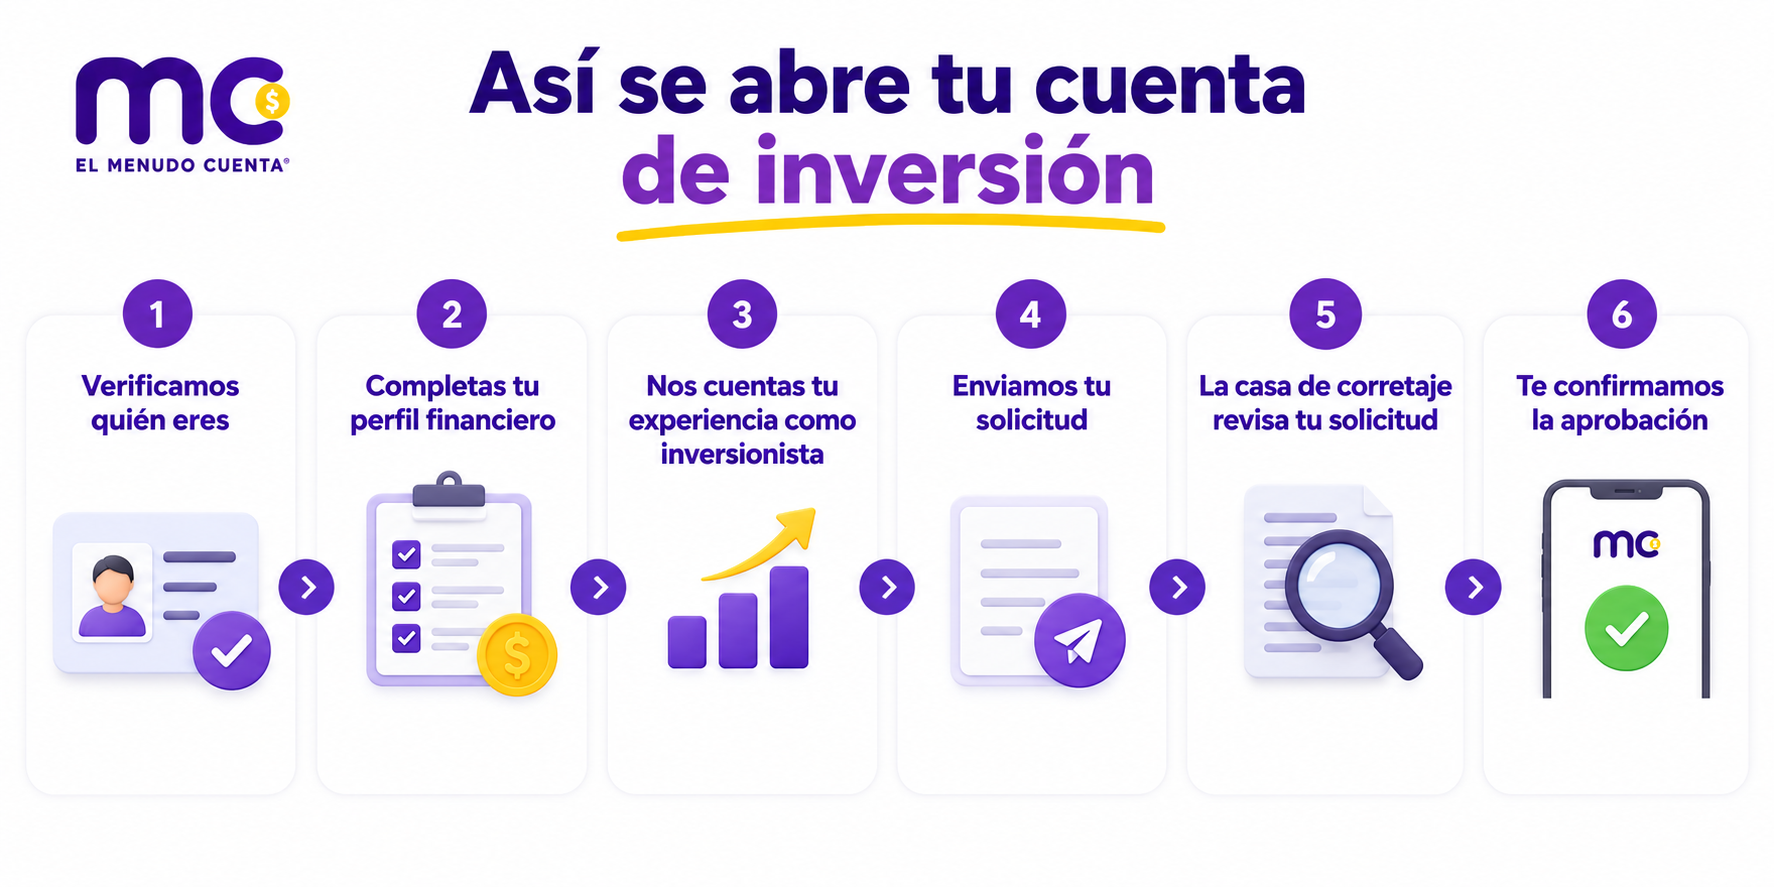 mc
$
EL MENUDO CUENTA®
Así se abre tu cuenta
de inversión
1
Verificamos
quién eres
2
Completas tu
perfil financiero
$
3
Nos cuentas tu
experiencia como
inversionista
4
Enviamos tu
solicitud
5
La casa de corretaje
revisa tu solicitud
6
Te confirmamos
la aprobación
mc